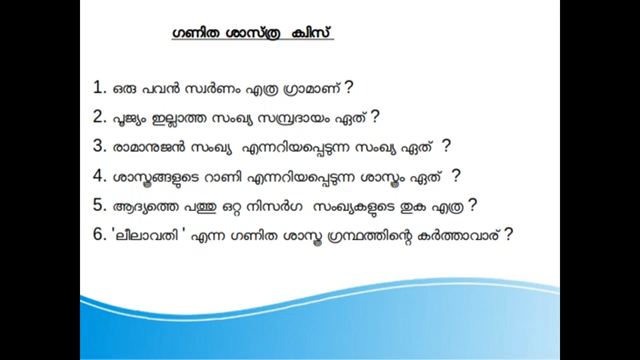 ഗണിത ശാസ്ത്ര ക്വിസ്
1. ഒരു പവൻ സ്വർണം എത്ര ഗ്രാമാണ് ?
2. പൂജ്യം ഇല്ലാത്ത സംഖ്യ സമ്പ്രദായം ഏത് ?
3. രാമാനുജൻ സംഖ്യ എന്നറിയപ്പെടുന്ന സംഖ്യ ഏത് ?
4. ശാസ്ത്രങ്ങളുടെ റാണി എന്നറിയപ്പെടുന്ന ശാസ്ത്രം ഏത് ?
5. ആദ്യത്തെ പത്തു ഒറ്റ നിസർഗ സംഖ്യകളുടെ തുക എത്ര ?
6. 'ലീലാവതി ' എന്ന ഗണിത ശാസ്ത്ര ഗ്രന്ഥത്തിന്റെ കർത്താവാര് ?